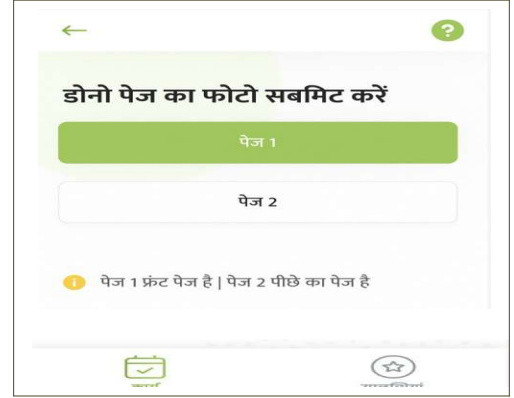 डोनो पेज का फोटो सबमिट करें
पेज 1
पेज 2
पेज 1 फ्रंट पेज है | पेज 2 पीछे का पेज है